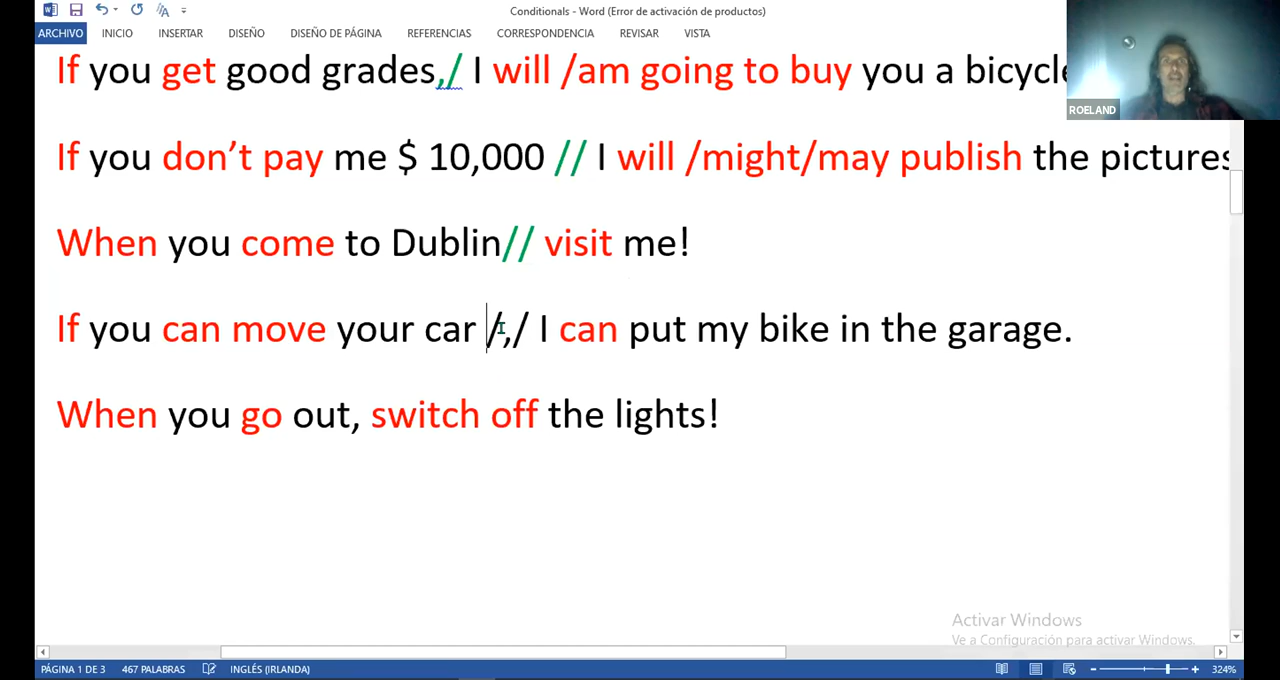 Conditionals - Word (Error de activación de productos)
ARCHIVO INICIO INSERTAR DISEÑO DISEÑO DE PÁGINA REFERENCIAS CORRESPONDENCIA REVISAR VISTA
If you get good grades,/ I will /am going to buy you a bicycle
ROELAND
If you don't pay me $ 10,000 // I will /might/may publish the pictures
When you come to Dublin// visit me!
If you can move your car /,/ I can put my bike in the garage.
When you go out, switch off the lights!
Activar Windows
Ve a Configuración para activar Windows.
PÁGINA 1 DE 3 467 PALABRAS INGLÉS (IRLANDA) 324%